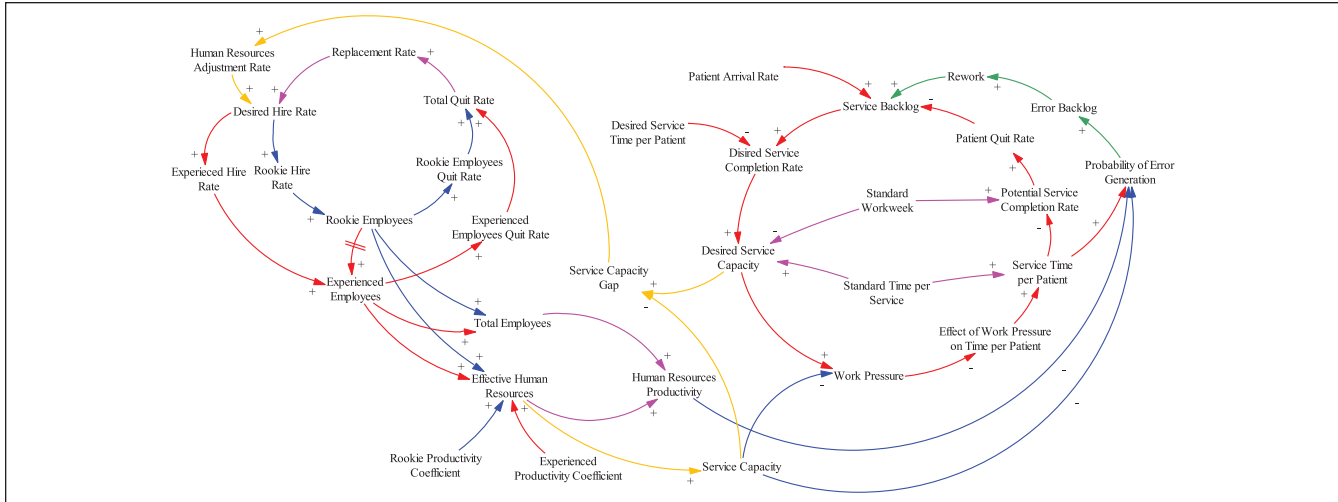 Human Resources
Adjustment Rate
Replacement Rate
Desired Hire Rate
Total Quit Rate
Experieced Hire
Rate
Rookie Hire
Rate
Rookie Employees
Quit Rate
Rookie Employees
Experienced
Employees Quit Rate
Experienced
Employees
Total Employees
Effective Human
Resources
Human Resources
Productivity
Rookie Productivity
Coefficient
Experienced
Productivity Coefficient
Service Capacity
Service Capacity
Gap
Patient Arrival Rate
Service Backlog
Rework
Error Backlog
Desired Service
Time per Patient
Disired Service
Completion Rate
Patient Quit Rate
Probability of Error
Generation
Standard
Workweek
Potential Service
Completion Rate
Desired Service
Capacity
Standard Time per
Service
Service Time
per Patient
Effect of Work Pressure
on Time per Patient
Work Pressure